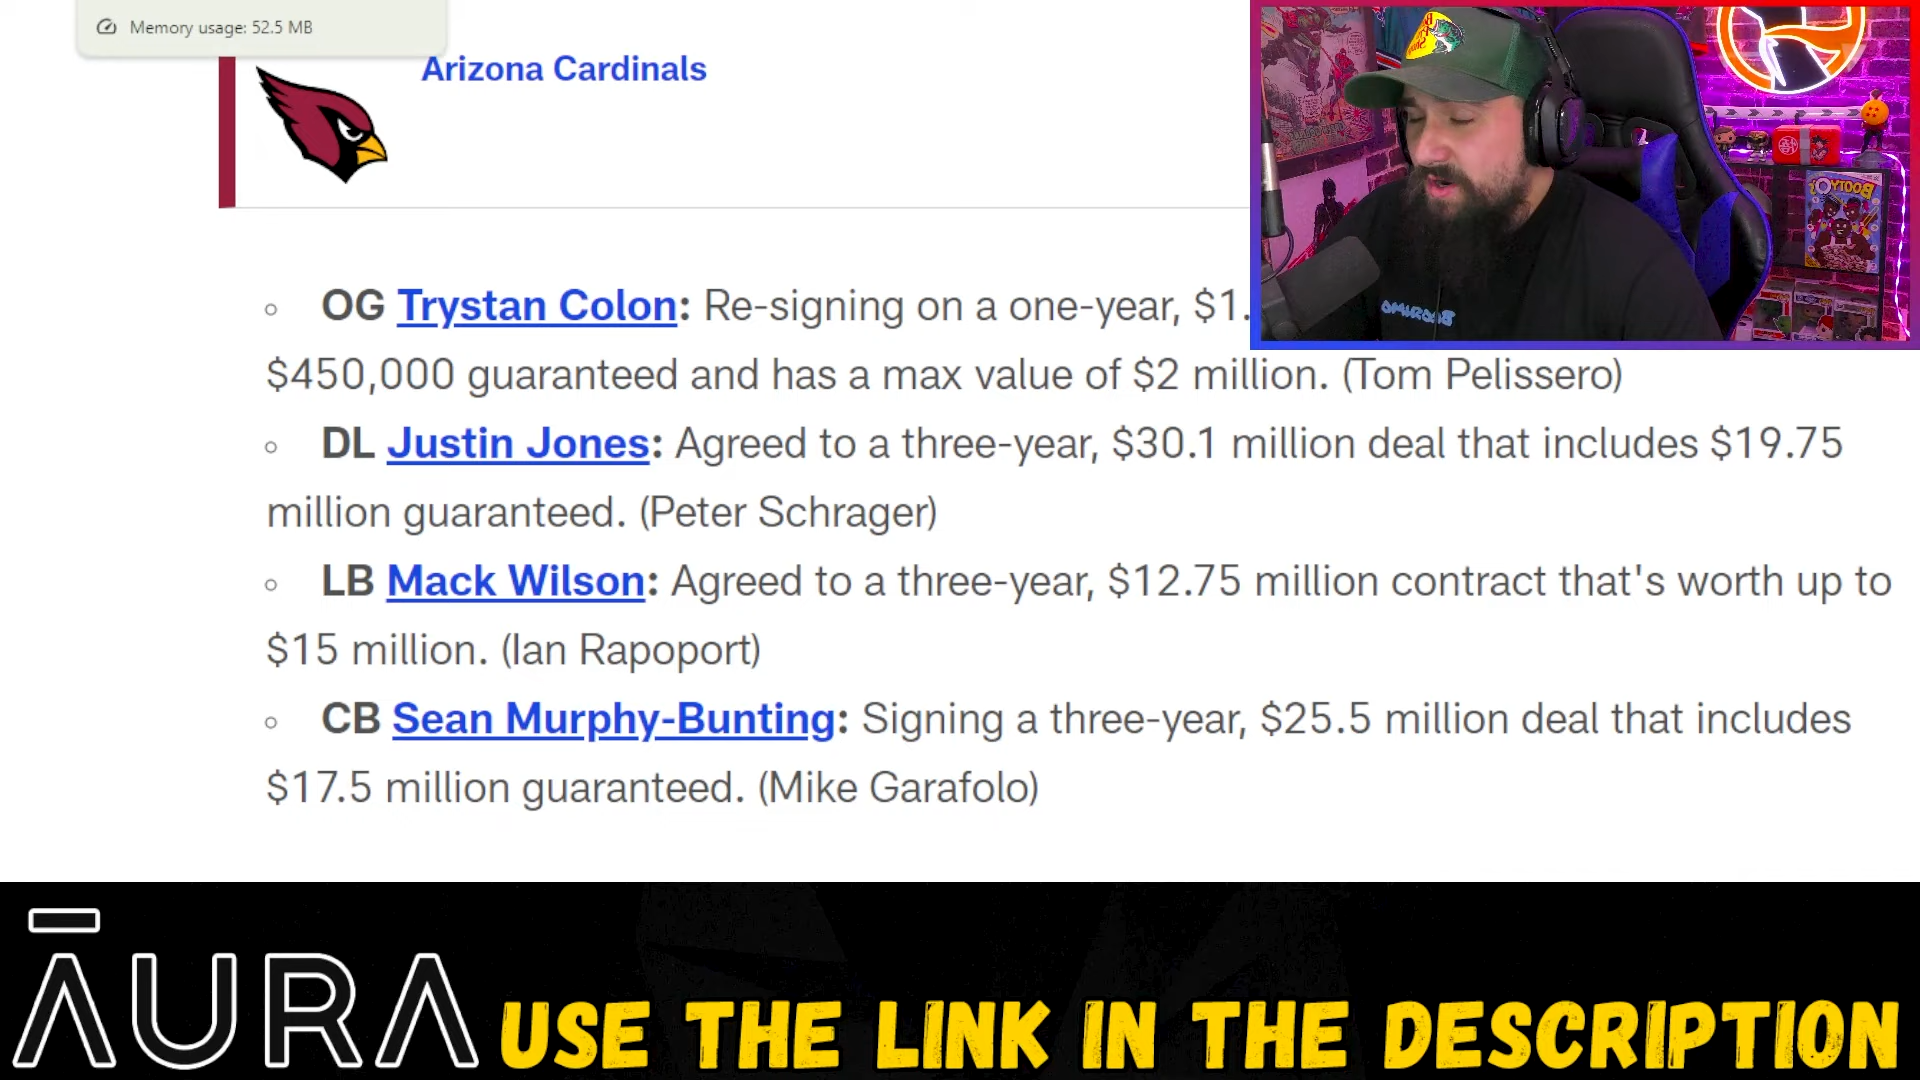 Memory usage: 52.5 MB
Arizona Cardinals
OG Trystan Colon: Re-signing on a one-year, $1.
$450,000 guaranteed and has a max value of $2 million. (Tom Pelissero)
DL Justin Jones: Agreed to a three-year, $30.1 million deal that includes $19.75
million guaranteed. (Peter Schrager)
LB Mack Wilson: Agreed to a three-year, $12.75 million contract that's worth up to
$15 million. (Ian Rapoport)
CB Sean Murphy-Bunting: Signing a three-year, $25.5 million deal that includes
$17.5 million guaranteed. (Mike Garafolo)
BOOTY
ĀURA USE THE LINK IN THE DESCRIPTION